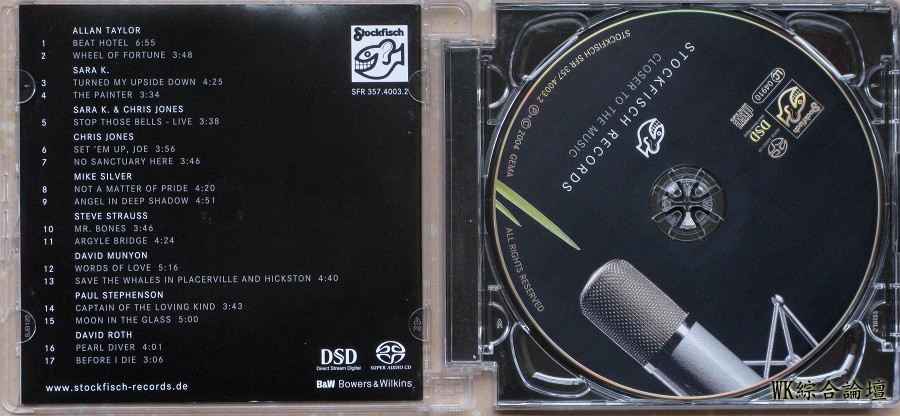 ALLAN TAYLOR
1 BEAT HOTEL 6:55
2 WHEEL OF FORTUNE 3:48
SARA K.
3 TURNED MY UPSIDE DOWN 4:25
4 THE PAINTER 3:34
SARA K. & CHRIS JONES
5 STOP THOSE BELLS - LIVE 3:38
CHRIS JONES
6 SET 'EM UP, JOE 3:56
7 NO SANCTUARY HERE 3:46
MIKE SILVER
8 NOT A MATTER OF PRIDE 4:20
9 ANGEL IN DEEP SHADOW 4:51
STEVE STRAUSS
10 MR. BONES 3:46
11 ARGYLE BRIDGE 4:24
DAVID MUNYON
12 WORDS OF LOVE 5:16
13 SAVE THE WHALES IN PLACERVILLE AND HICKSTON 4:40
PAUL STEPHENSON
14 CAPTAIN OF THE LOVING KIND 3:43
15 MOON IN THE GLASS 5:00
DAVID ROTH
16 PEARL DIVER 4:01
17 BEFORE I DIE 3:06
www.stockfisch-records.de
Stockfisch
SFR 357.4003.2
DSD
Direct Stream Digital
SUPER AUDIO CD
B&W Bowers & Wilkins
STOCKFISCH RECORDS
CLOSER TO THE MUSIC
STOCKFISCH SFR 357.4003.2 ℗+© 2004 GEMA
ALL RIGHTS RESERVED
LC 04910
Stockfisch
DSD
WK綜合論壇